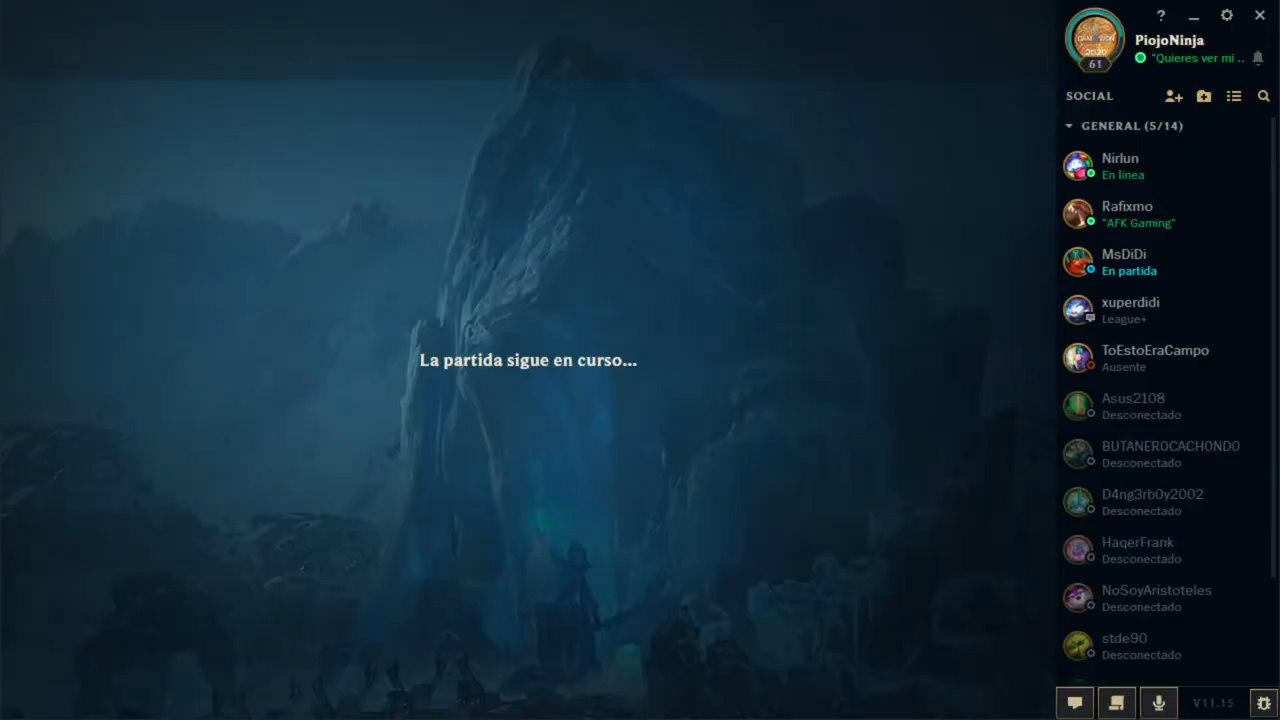 ?
PiojoNinja
"Quieres ver mi ..
2020
61
SOCIAL
GENERAL (5/14)
Nirlun
En línea
Rafixmo
"AFK Gaming"
MsDiDi
En partida
xuperdidi
League+
ToEstoEraCampo
Ausente
Asus2108
Desconectado
BUTANEROCACH0ND0
Desconectado
D4ng3rb0y2002
Desconectado
HaqerFrank
Desconectado
NoSoyAristoteles
Desconectado
stde90
Desconectado
La partida sigue en curso...
V11.15